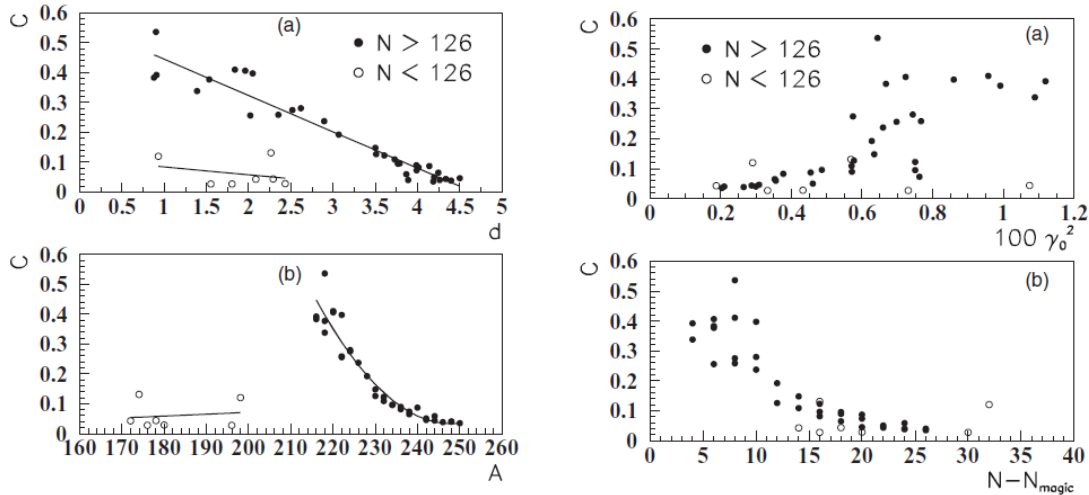 C
0.6
0.5
0.4
0.3
0.2
0.1
0
(a)
N > 126
N < 126
0 0.5 1 1.5 2 2.5 3 3.5 4 4.5 5
d
C
0.6
0.5
0.4
0.3
0.2
0.1
0
(b)
160 170 180 190 200 210 220 230 240 250 260
A
C
0.6
0.5
0.4
0.3
0.2
0.1
0
(a)
N > 126
N < 126
0 0.2 0.4 0.6 0.8 1 1.2
100 γ₀²
C
0.6
0.5
0.4
0.3
0.2
0.1
0
(b)
0 5 10 15 20 25 30 35 40
N−Nmagic